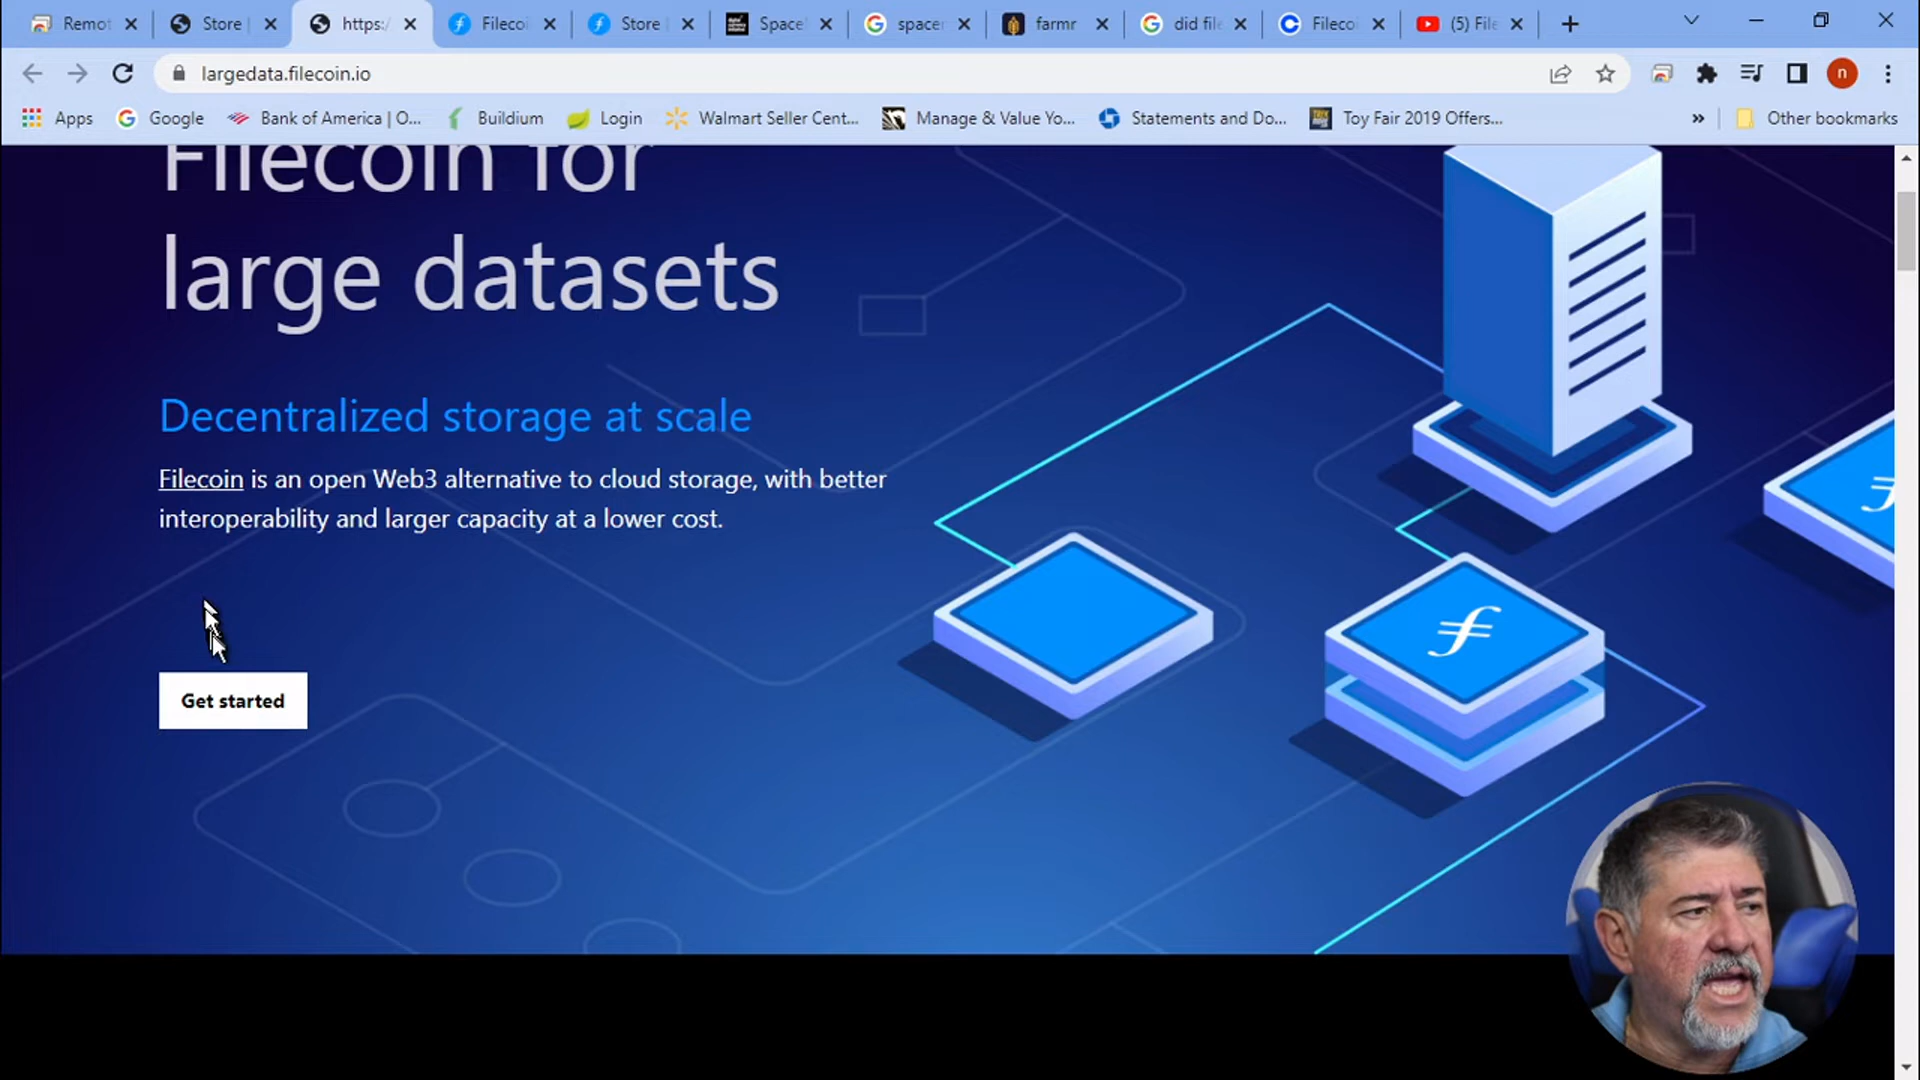 Remot
Store
https:/
Filecoi
Store
Space
spacer
farmr
did file
Filecoi
(5) File
largedata.filecoin.io
n
Apps
Google
Bank of America | O...
Buildium
Login
Walmart Seller Cent...
Manage & Value Yo...
Statements and Do...
Toy Fair 2019 Offers...
»
Other bookmarks
Filecoin for
large datasets
Decentralized storage at scale
Filecoin is an open Web3 alternative to cloud storage, with better
interoperability and larger capacity at a lower cost.
Get started